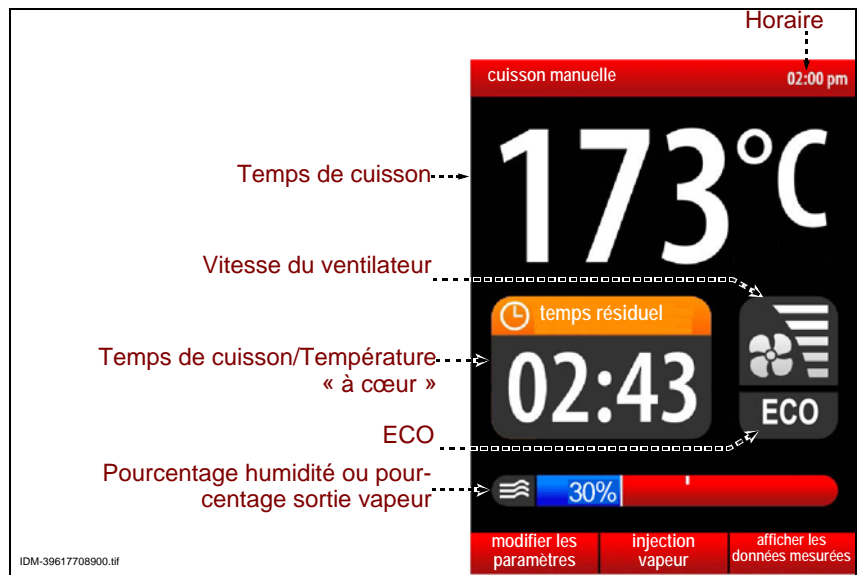 Horaire
cuisson manuelle 02:00 pm
173°C
Temps de cuisson
Vitesse du ventilateur
temps résiduel
02:43
Temps de cuisson/Température
« à cœur »
ECO
ECO
Pourcentage humidité ou pour-
centage sortie vapeur
30%
modifier les
paramètres
injection
vapeur
afficher les
données mesurées
IDM-39617708900.tif